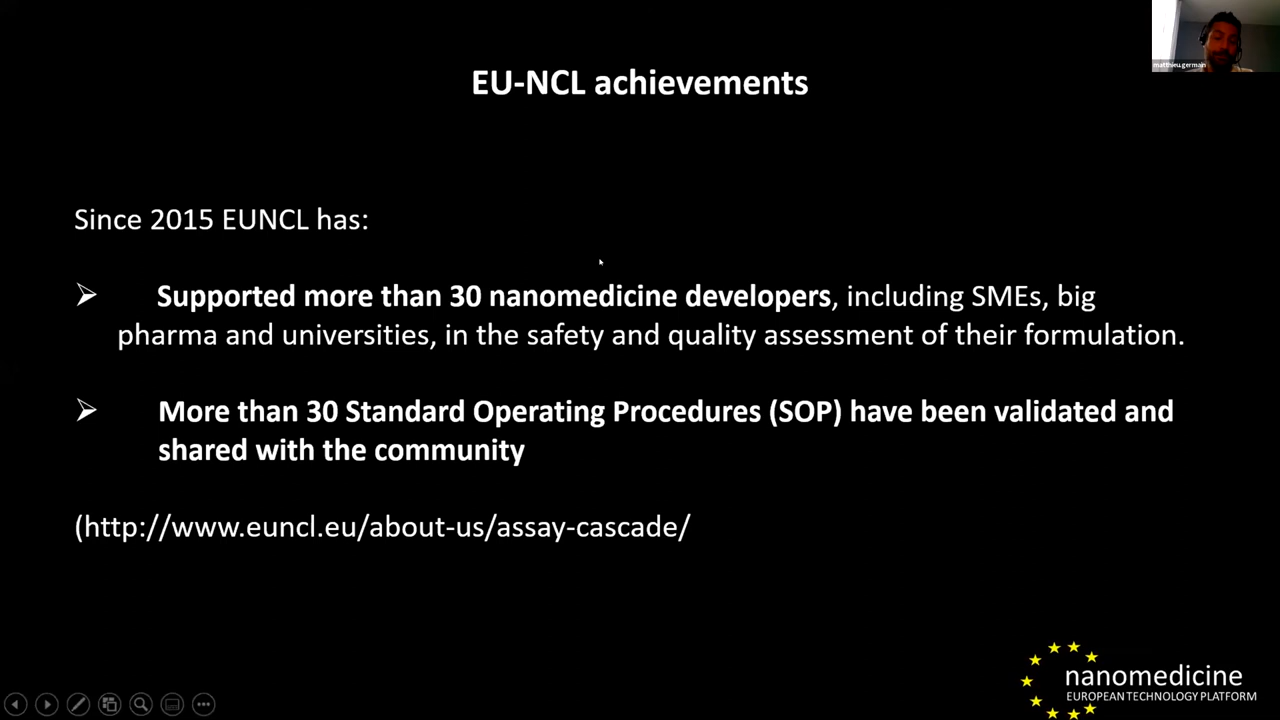 matthieu.germain
EU-NCL achievements
Since 2015 EUNCL has:
➢ Supported more than 30 nanomedicine developers, including SMEs, big
pharma and universities, in the safety and quality assessment of their formulation.
➢ More than 30 Standard Operating Procedures (SOP) have been validated and
shared with the community
(http://www.euncl.eu/about-us/assay-cascade/
nanomedicine
EUROPEAN TECHNOLOGY PLATFORM